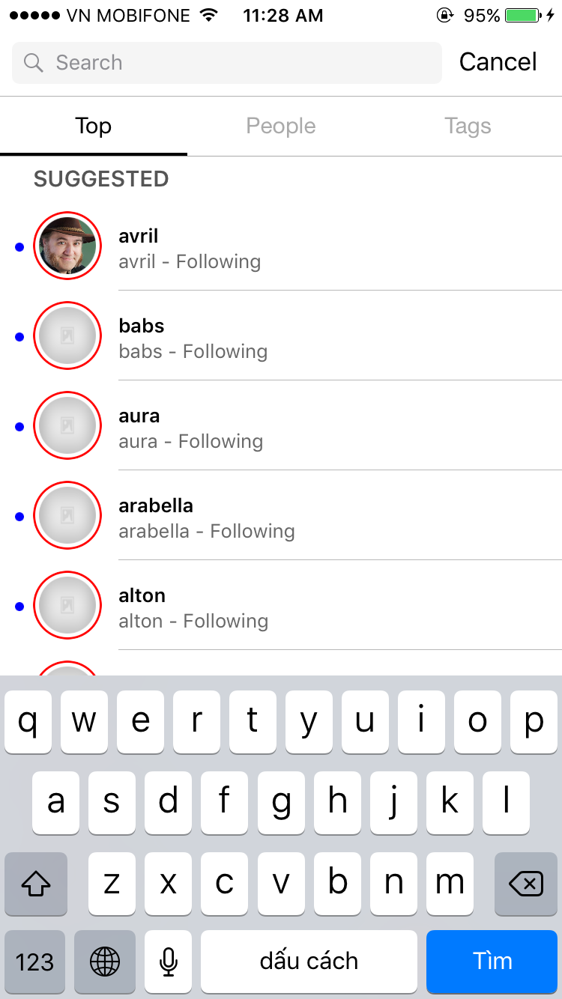 VN MOBIFONE 11:28 AM 95%
Search Cancel
Top People Tags
SUGGESTED
avril
avril - Following
babs
babs - Following
aura
aura - Following
arabella
arabella - Following
alton
alton - Following
q w e r t y u i o p
a s d f g h j k l
z x c v b n m
123 dấu cách Tìm